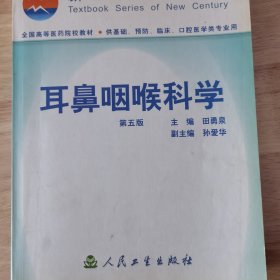 Textbook Series of New Century
全国高等医药院校教材·供基础、预防、临床、口腔医学类专业用
耳鼻咽喉科学
第五版 主编 田勇泉
副主编 孙爱华
人民卫生出版社